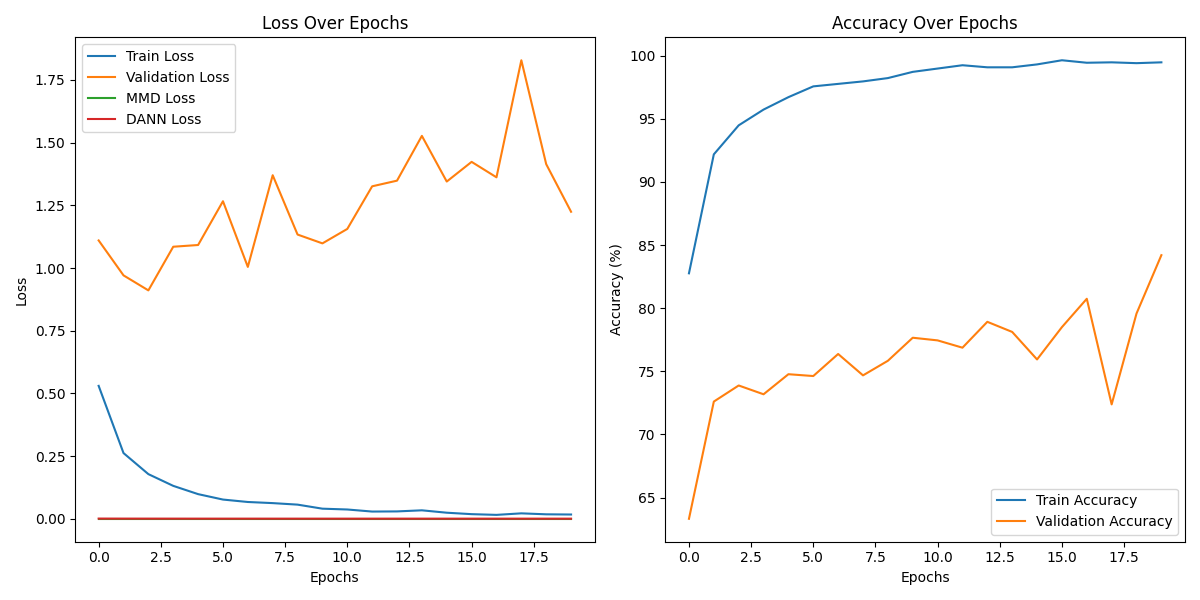 Loss Over Epochs
Train Loss
Validation Loss
MMD Loss
DANN Loss
1.75
1.50
1.25
1.00
0.75
0.50
0.25
0.00
Loss
0.0 2.5 5.0 7.5 10.0 12.5 15.0 17.5
Epochs
Accuracy Over Epochs
100
95
90
85
80
75
70
65
Accuracy (%)
Train Accuracy
Validation Accuracy
0.0 2.5 5.0 7.5 10.0 12.5 15.0 17.5
Epochs